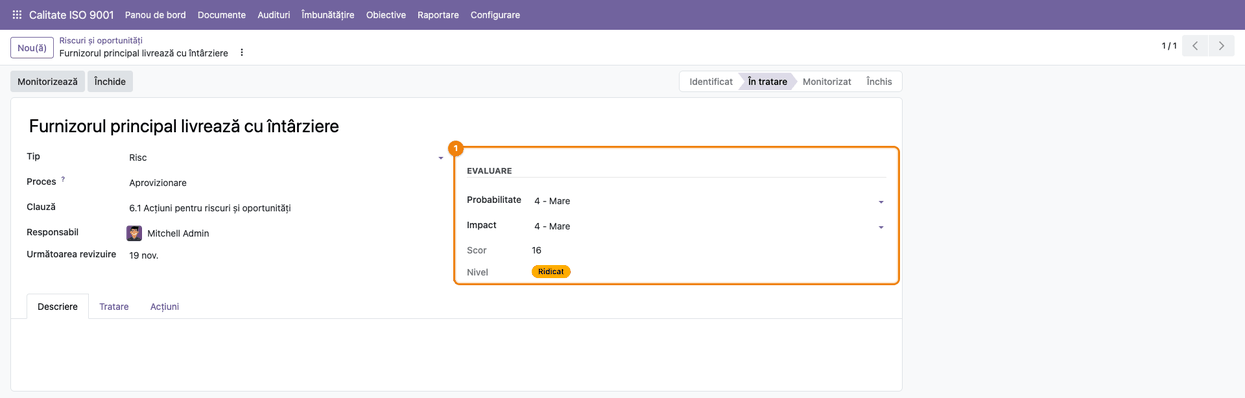 Calitate ISO 9001 Panou de bord Documente Audituri Îmbunătățire Obiective Raportare Configurare
Nou(ă)
Riscuri și oportunități
Furnizorul principal livrează cu întârziere
1 / 1
Monitorizează Închide
Identificat În tratare Monitorizat Închis
Furnizorul principal livrează cu întârziere
Tip Risc
Proces ? Aprovizionare
Clauză 6.1 Acțiuni pentru riscuri și oportunități
Responsabil Mitchell Admin
Următoarea revizuire 19 nov.
1
EVALUARE
Probabilitate 4 - Mare
Impact 4 - Mare
Scor 16
Nivel Ridicat
Descriere Tratare Acțiuni